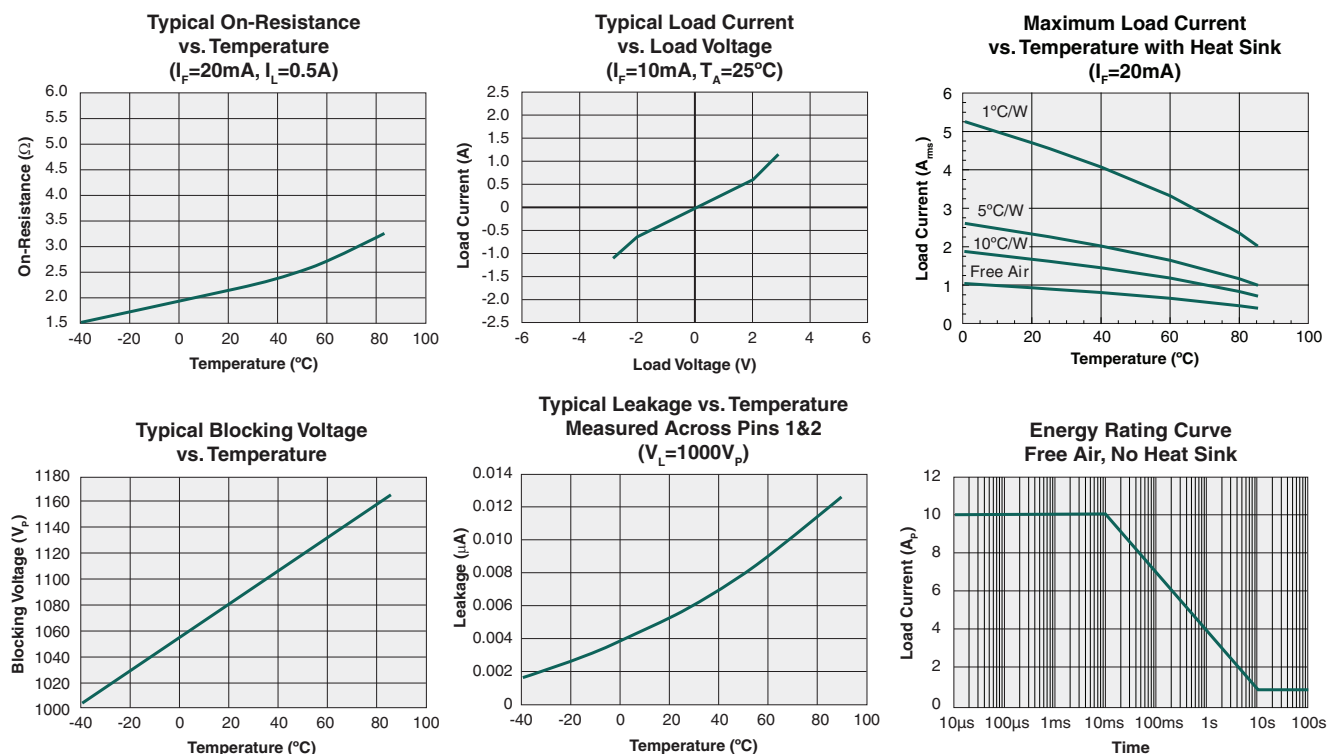 Typical On-Resistance
vs. Temperature
(IF=20mA, IL=0.5A)
On-Resistance (Ω)
6.0
5.5
5.0
4.5
4.0
3.5
3.0
2.5
2.0
1.5
-40 -20 0 20 40 60 80 100
Temperature (ºC)
Typical Load Current
vs. Load Voltage
(IF=10mA, TA=25ºC)
Load Current (A)
2.5
2.0
1.5
1.0
0.5
0
-0.5
-1.0
-1.5
-2.0
-2.5
-6 -4 -2 0 2 4 6
Load Voltage (V)
Maximum Load Current
vs. Temperature with Heat Sink
(IF=20mA)
Load Current (Arms)
6
5
4
3
2
1
0
1ºC/W
5ºC/W
10ºC/W
Free Air
0 20 40 60 80 100
Temperature (ºC)
Typical Blocking Voltage
vs. Temperature
Blocking Voltage (VP)
1180
1160
1140
1120
1100
1080
1060
1040
1020
1000
-40 -20 0 20 40 60 80 100
Temperature (ºC)
Typical Leakage vs. Temperature
Measured Across Pins 1&2
(VL=1000VP)
Leakage (μA)
0.014
0.012
0.010
0.008
0.006
0.004
0.002
0
-40 -20 0 20 40 60 80 100
Temperature (ºC)
Energy Rating Curve
Free Air, No Heat Sink
Load Current (AP)
12
10
8
6
4
2
0
10μs 100μs 1ms 10ms 100ms 1s 10s 100s
Time